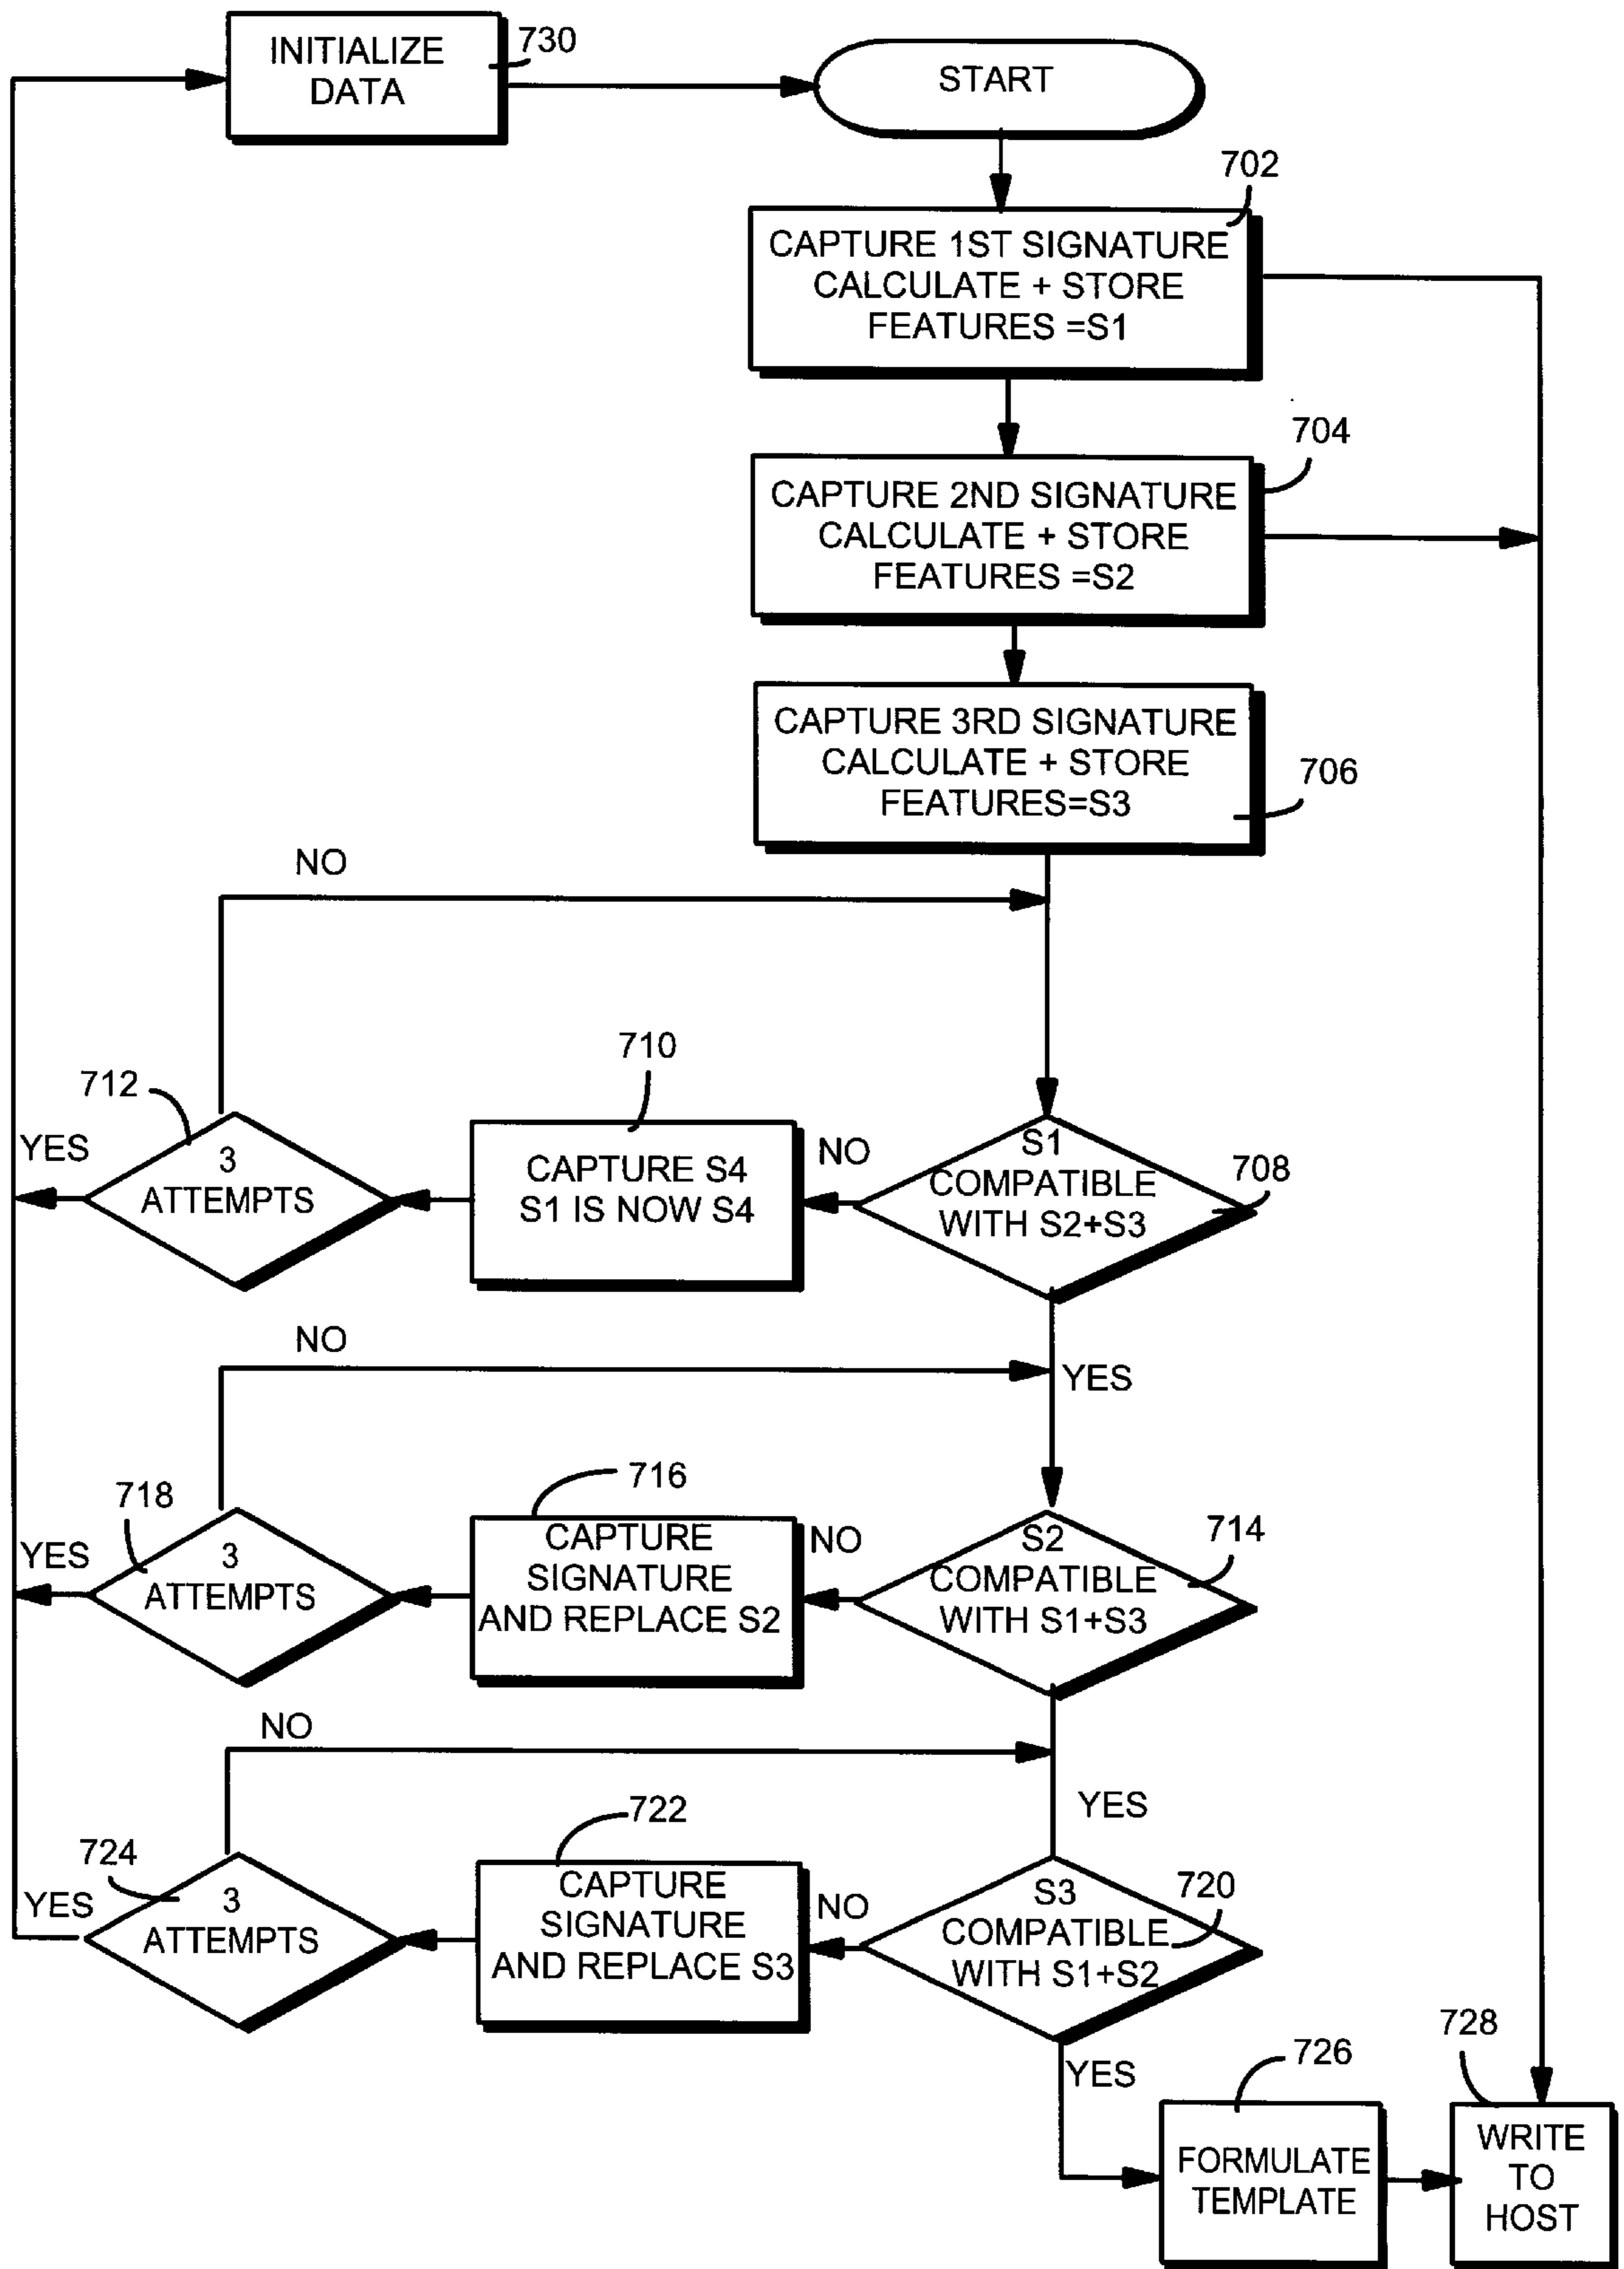 INITIALIZE
DATA
730
START
702
CAPTURE 1ST SIGNATURE
CALCULATE + STORE
FEATURES =S1
704
CAPTURE 2ND SIGNATURE
CALCULATE + STORE
FEATURES =S2
CAPTURE 3RD SIGNATURE
CALCULATE + STORE
FEATURES=S3
706
NO
712
YES
3
ATTEMPTS
710
CAPTURE S4
S1 IS NOW S4
NO
S1
COMPATIBLE
WITH S2+S3
708
NO
YES
718
YES
3
ATTEMPTS
716
CAPTURE
SIGNATURE
AND REPLACE S2
NO
S2
COMPATIBLE
WITH S1+S3
714
NO
YES
724
YES
3
ATTEMPTS
722
CAPTURE
SIGNATURE
AND REPLACE S3
NO
S3
COMPATIBLE
WITH S1+S2
720
YES
726
FORMULATE
TEMPLATE
728
WRITE
TO
HOST